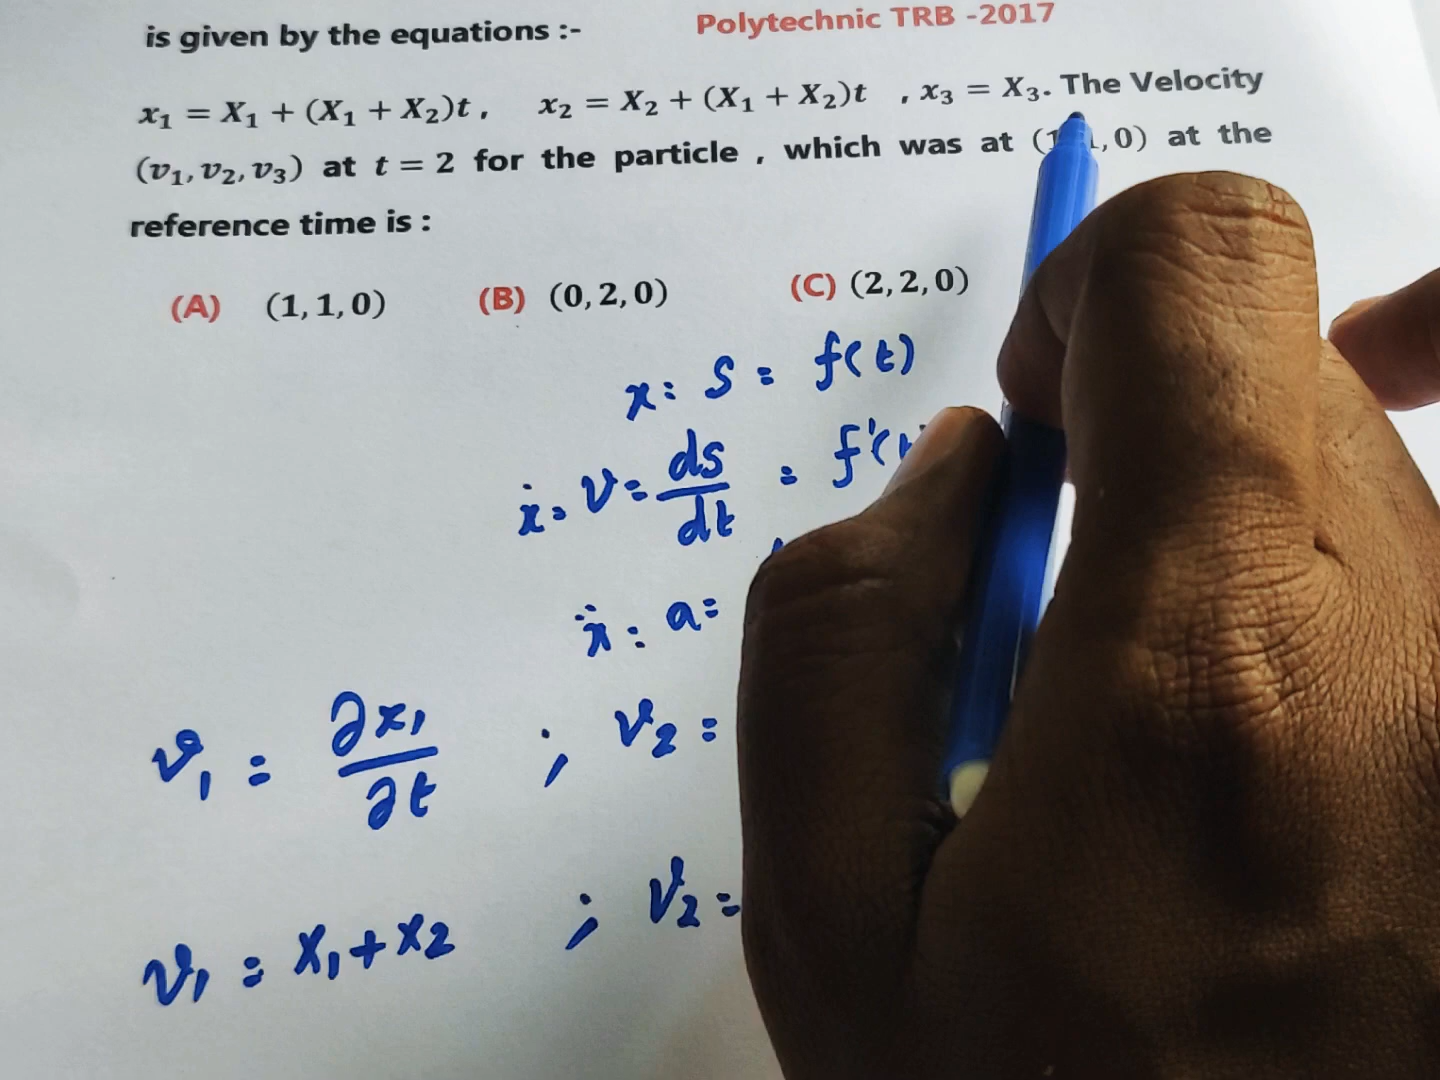 is given by the equations :- Polytechnic TRB -2017
x₁ = X₁ + (X₁ + X₂)t , x₂ = X₂ + (X₁ + X₂)t , x₃ = X₃. The Velocity
(v₁, v₂, v₃) at t = 2 for the particle , which was at , 0) at the
reference time is :
(A) (1, 1, 0) (B) (0, 2, 0) (C) (2, 2, 0)
x = S = f(t)
ẋ = v = ds/dt = f'(
ẍ = a =
v₁ = ∂x₁/∂t ; v₂ =
v₁ = X₁ + X₂ ; v₂ =